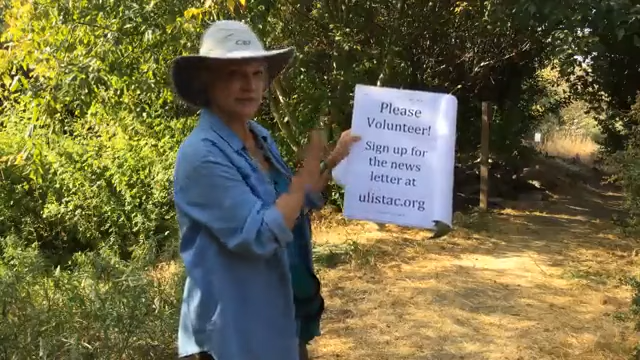 Please
Volunteer!
Sign up for
the news
letter at
ulistac.org